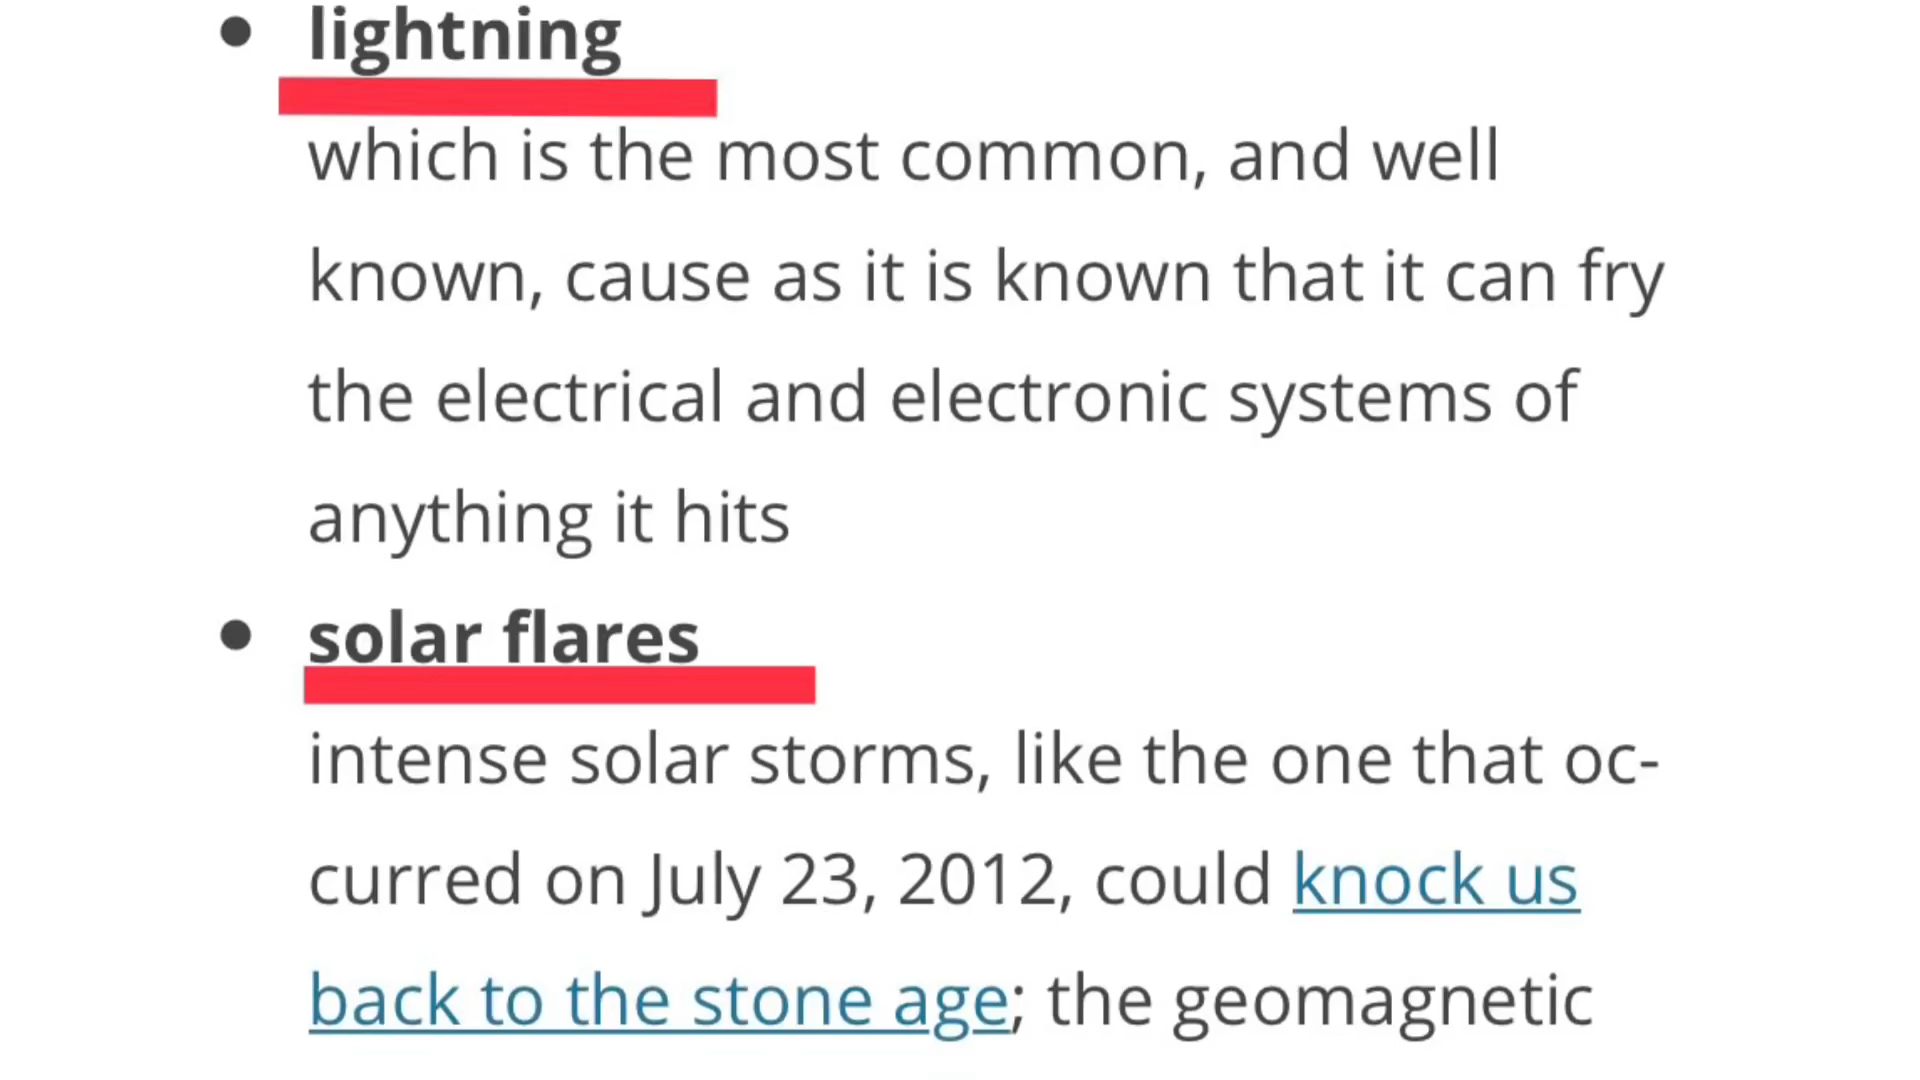 • lightning
which is the most common, and well
known, cause as it is known that it can fry
the electrical and electronic systems of
anything it hits
• solar flares
intense solar storms, like the one that oc-
curred on July 23, 2012, could knock us
back to the stone age; the geomagnetic